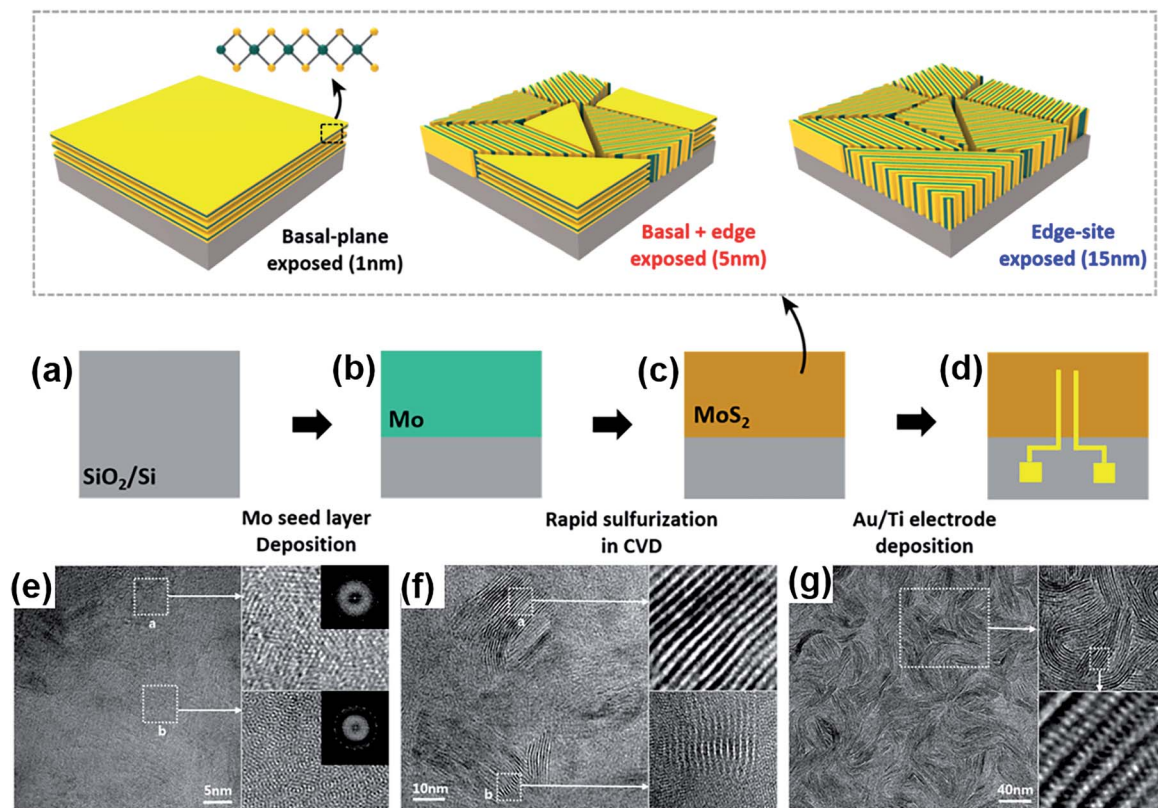 Basal-plane
exposed (1nm)
Basal + edge
exposed (5nm)
Edge-site
exposed (15nm)
(a)
SiO₂/Si
(b)
Mo
(c)
MoS₂
(d)
Mo seed layer
Deposition
Rapid sulfurization
in CVD
Au/Ti electrode
deposition
(e)
a
b
5nm
(f)
a
b
10nm
(g)
40nm